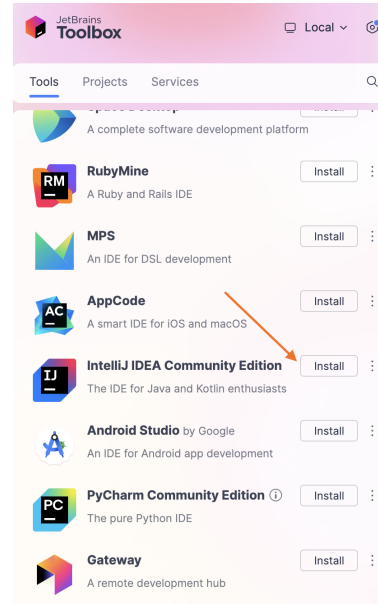 JetBrains
Toolbox
Local
Tools Projects Services
A complete software development platform
RM
RubyMine
Install
A Ruby and Rails IDE
MPS
Install
An IDE for DSL development
AC
AppCode
Install
A smart IDE for iOS and macOS
IJ
IntelliJ IDEA Community Edition
Install
The IDE for Java and Kotlin enthusiasts
Android Studio by Google
Install
An IDE for Android app development
PC
PyCharm Community Edition
Install
The pure Python IDE
Gateway
Install
A remote development hub